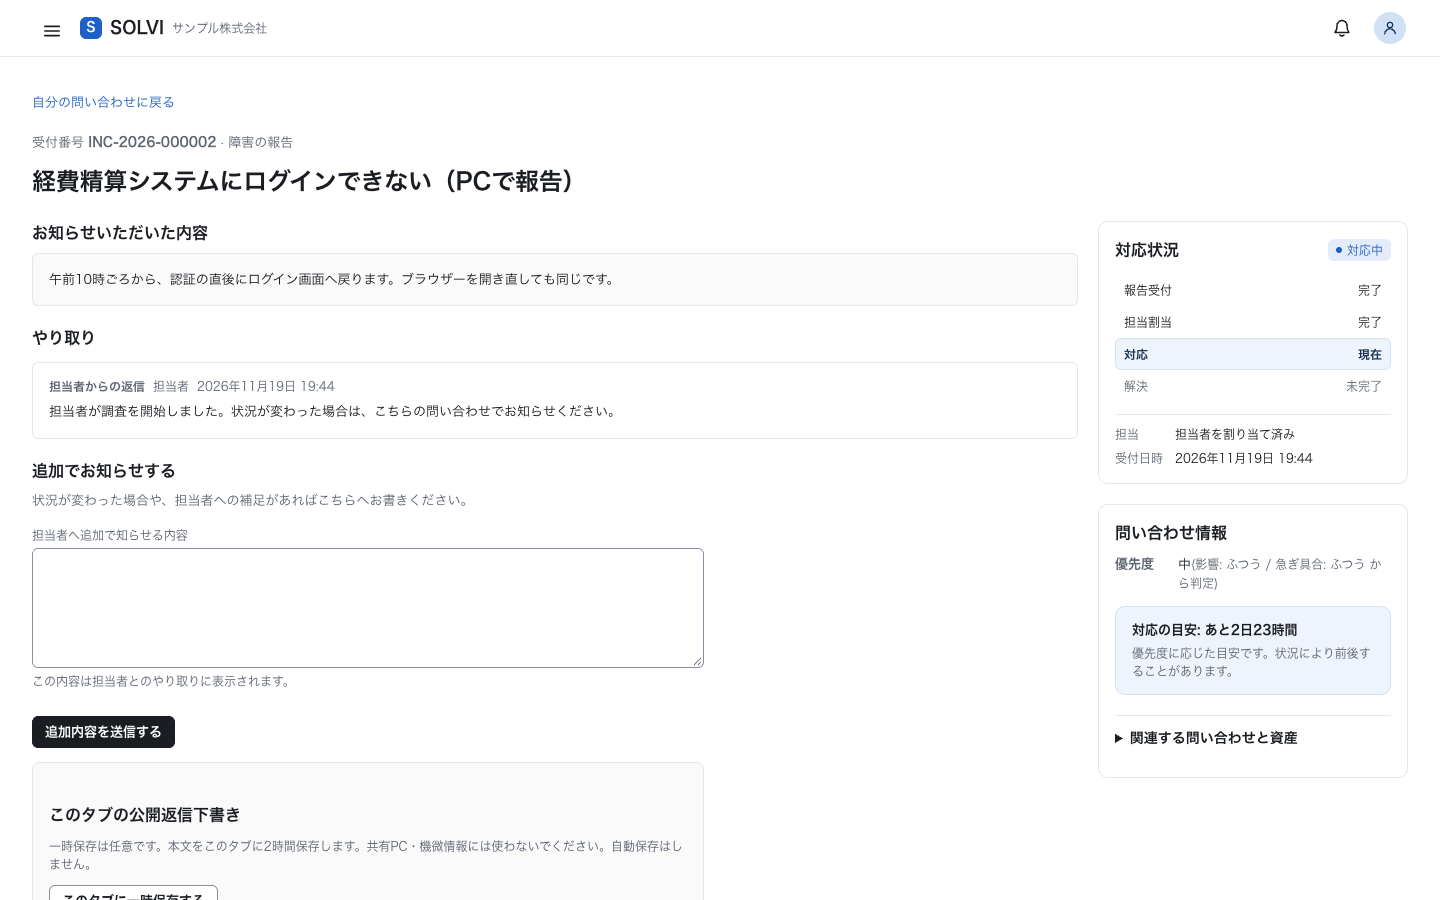 S SOLVI サンプル株式会社
自分の問い合わせに戻る
受付番号 INC-2026-000002 · 障害の報告
経費精算システムにログインできない（PCで報告）
お知らせいただいた内容
午前10時ごろから、認証の直後にログイン画面へ戻ります。ブラウザーを開き直しても同じです。
やり取り
担当者からの返信 担当者 2026年11月19日 19:44
担当者が調査を開始しました。状況が変わった場合は、こちらの問い合わせでお知らせください。
追加でお知らせする
状況が変わった場合や、担当者への補足があればこちらへお書きください。
担当者へ追加で知らせる内容
この内容は担当者とのやり取りに表示されます。
追加内容を送信する
このタブの公開返信下書き
一時保存は任意です。本文をこのタブに2時間保存します。共有PC・機微情報には使わないでください。自動保存はし
ません。
このタブに一時保存する
対応状況 対応中
報告受付 完了
担当割当 完了
対応 現在
解決 未完了
担当 担当者を割り当て済み
受付日時 2026年11月19日 19:44
問い合わせ情報
優先度 中(影響: ふつう / 急ぎ具合: ふつう か
ら判定)
対応の目安: あと2日23時間
優先度に応じた目安です。状況により前後す
ることがあります。
関連する問い合わせと資産